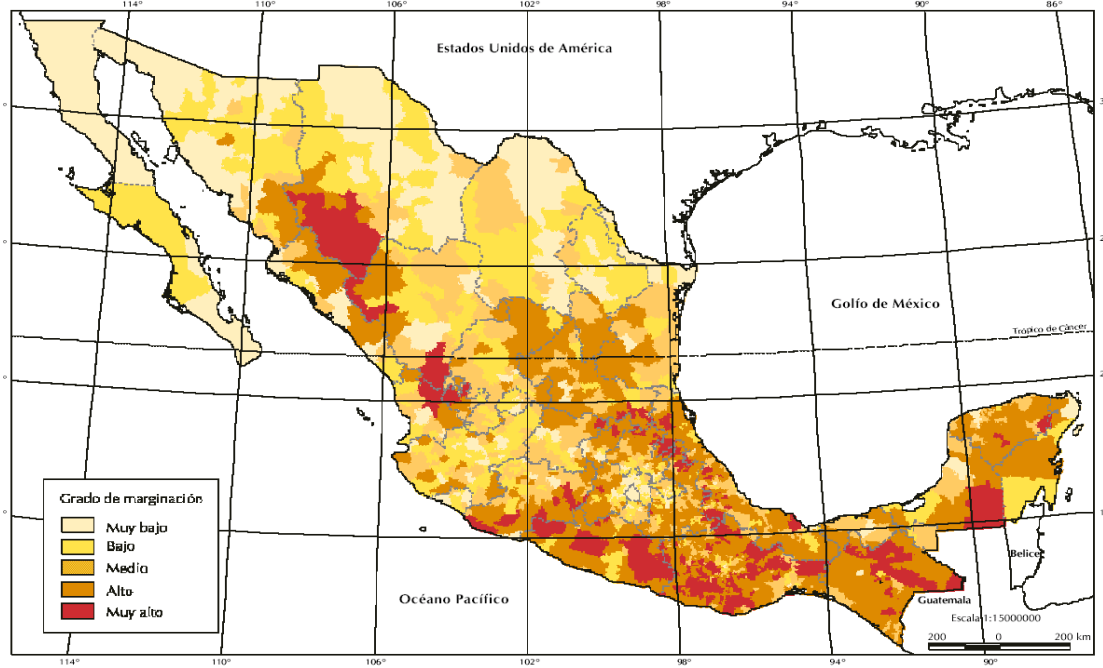 114° 110° 106° 102° 98° 94° 90° 86°
Estados Unidos de América
Golfo de México
Trópico de Cáncer
Grado de marginación
Muy bajo
Bajo
Medio
Alto
Muy alto
Océano Pacífico
Belice
Guatemala
Escala 1:15000000
200 0 200 km
114° 110° 106° 102° 98° 94° 90°